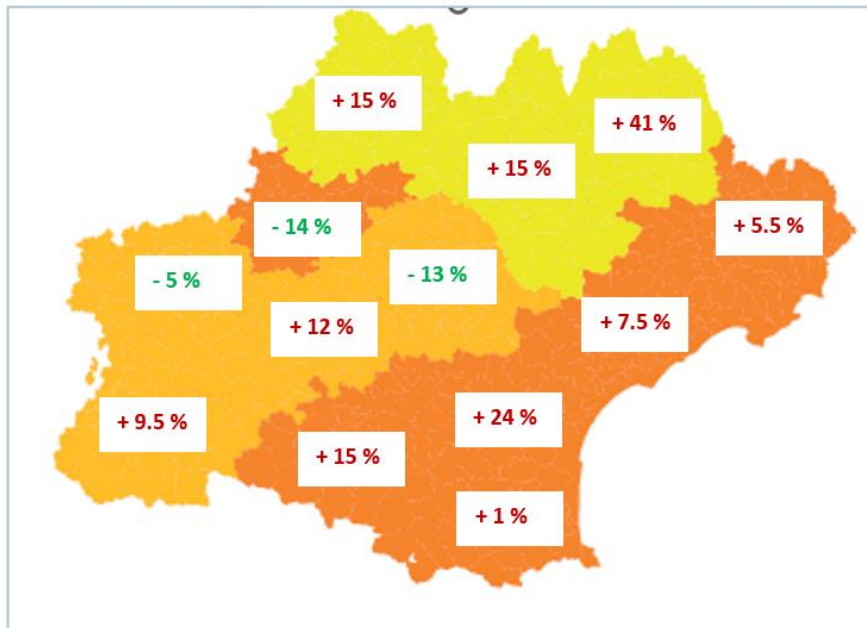 + 15 %
+ 41 %
+ 15 %
- 14 %
+ 5.5 %
- 5 %
- 13 %
+ 12 %
+ 7.5 %
+ 9.5 %
+ 24 %
+ 15 %
+ 1 %